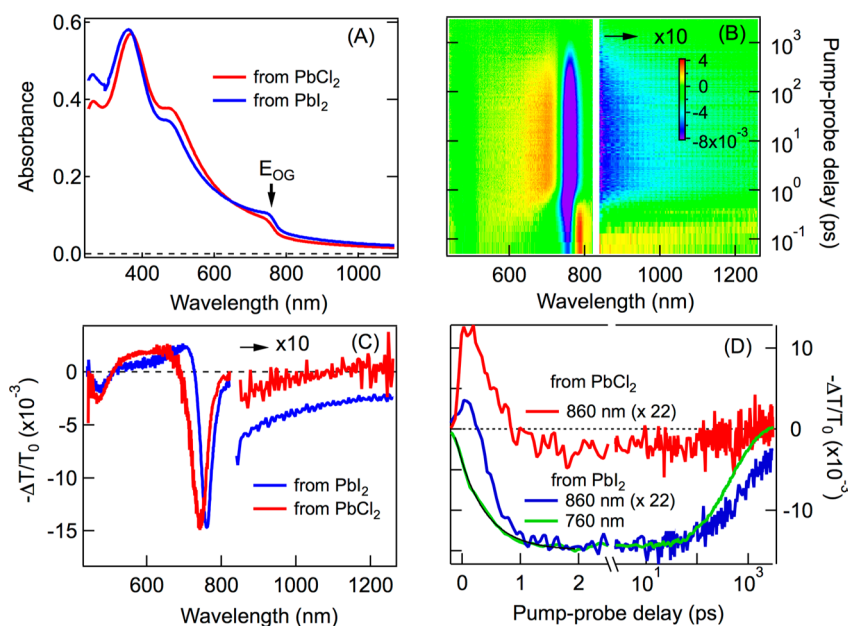 (A)
0.6
0.4
0.2
0.0
Absorbance
from PbCl2
from PbI2
EOG
400 600 800 1000
Wavelength (nm)
(B)
x10
4
0
-4
-8x10-3
103
102
101
100
10-1
Pump-probe delay (ps)
600 800 1000 1200
Wavelength (nm)
(C)
x10
0
-5
-10
-15
-ΔT/T0 (x10-3)
from PbI2
from PbCl2
600 800 1000 1200
Wavelength (nm)
(D)
from PbCl2
860 nm (x 22)
from PbI2
860 nm (x 22)
760 nm
10
0
-10
-ΔT/T0 (x10-3)
0 1 2 101 103
Pump-probe delay (ps)